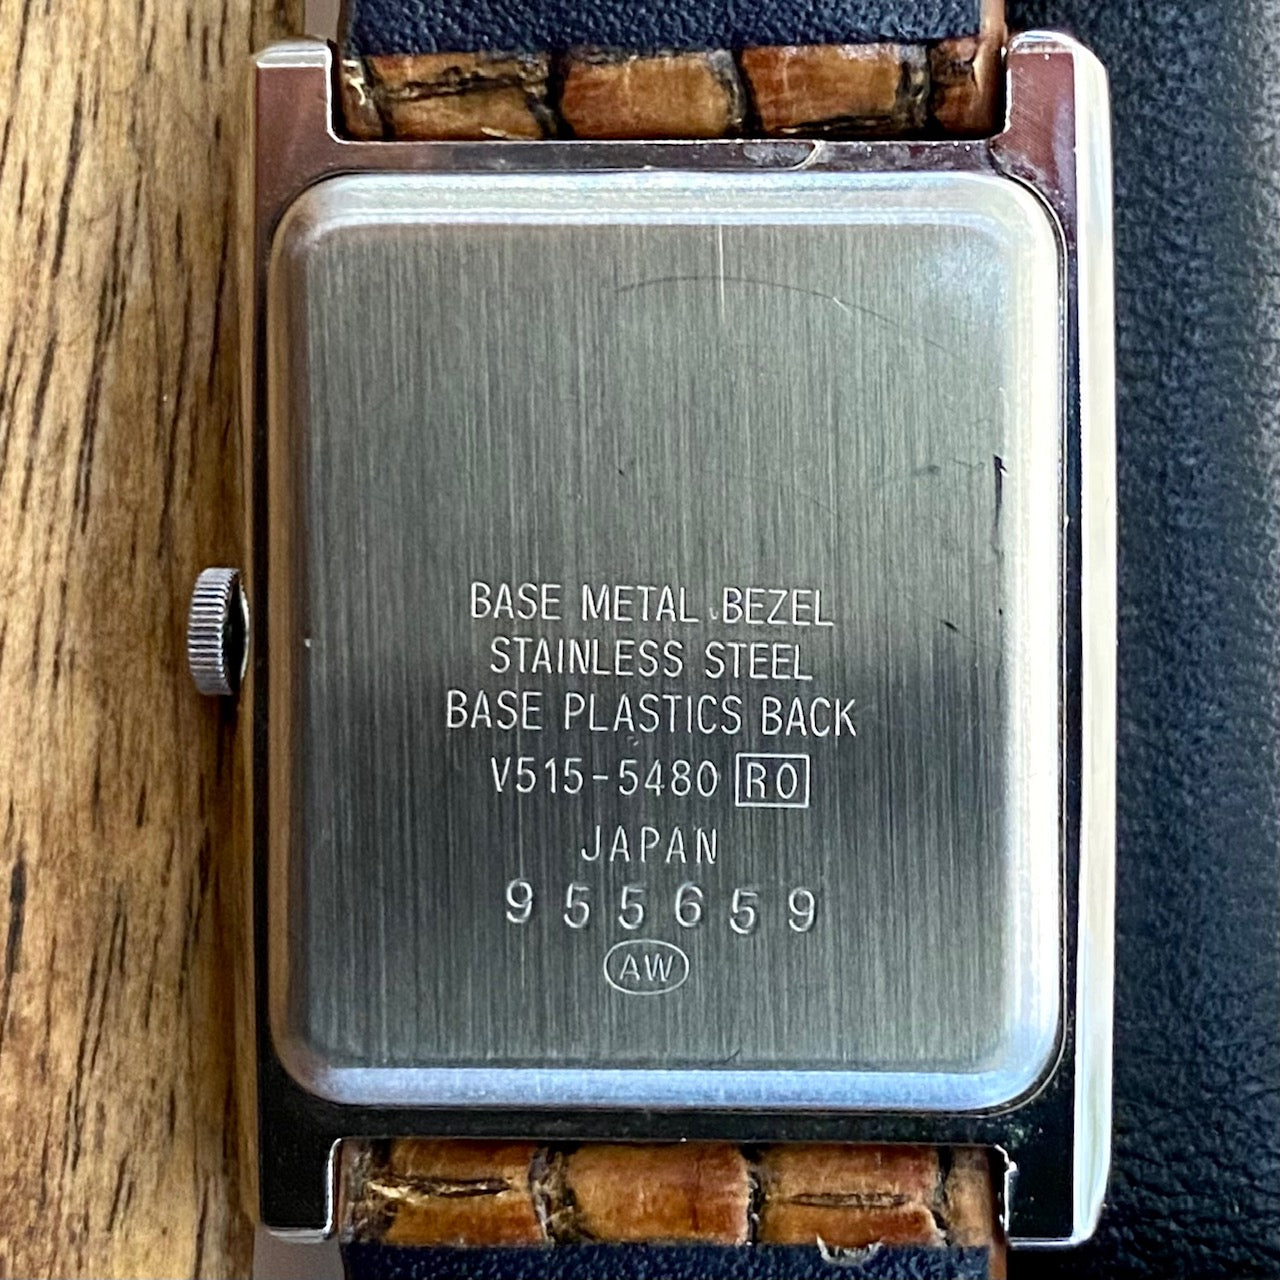 BASE METAL BEZEL
STAINLESS STEEL
BASE PLASTICS BACK
V515-5480 RO
JAPAN
955659
AW